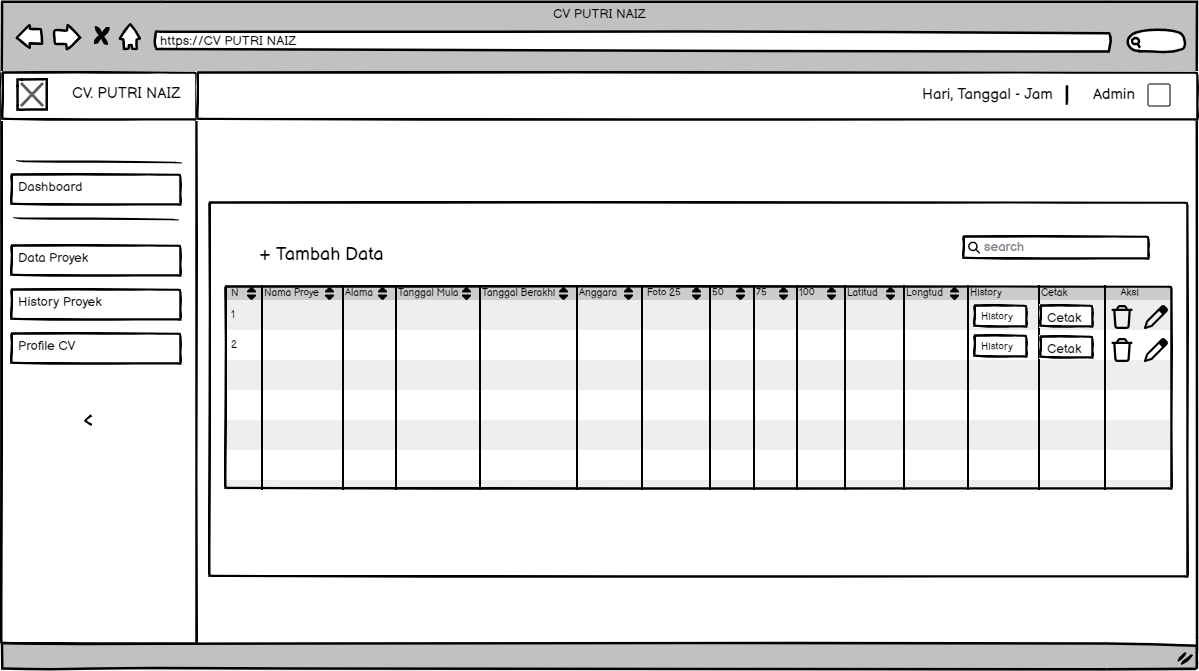 CV PUTRI NAIZ
https://CV PUTRI NAIZ
CV. PUTRI NAIZ
Hari, Tanggal - Jam
Admin
Dashboard
Data Proyek
History Proyek
Profile CV
<
+ Tambah Data
search
N Nama Proye Alama Tanggal Mula Tanggal Berakhi Anggara Foto 25 50 75 100 Latitud Longtud History Cetak Aksi
1 History Cetak
2 History Cetak